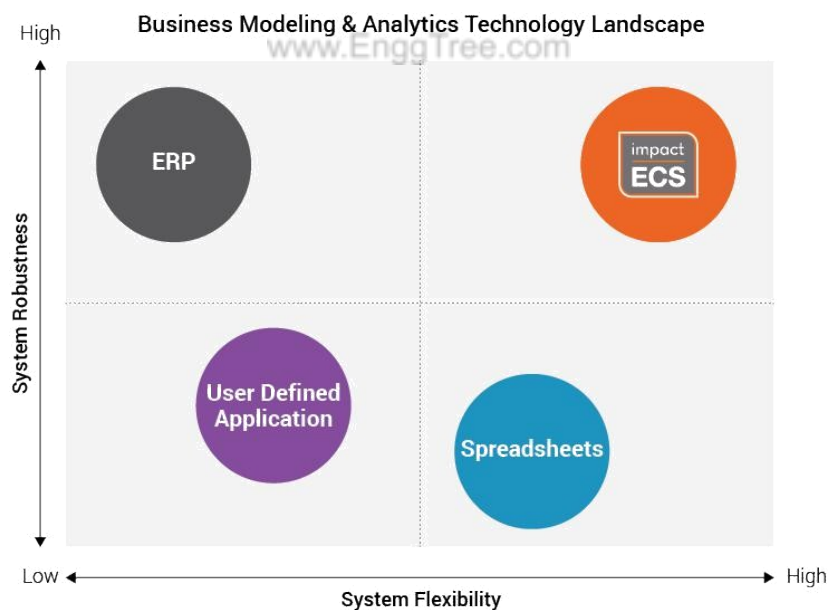 Business Modeling & Analytics Technology Landscape
www.EnggTree.com
High
ERP
impact
ECS
System Robustness
User Defined
Application
Spreadsheets
Low
High
System Flexibility